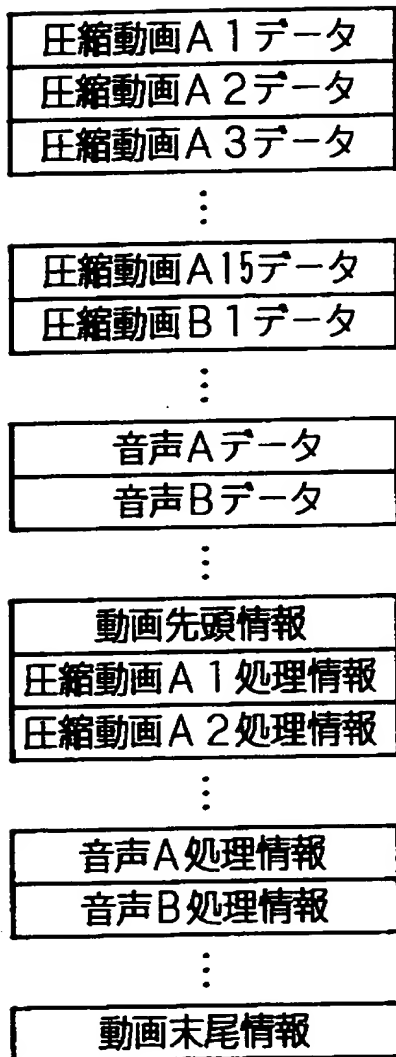 圧縮動画A1データ
圧縮動画A2データ
圧縮動画A3データ
⋮
圧縮動画A15データ
圧縮動画B1データ
⋮
音声Aデータ
音声Bデータ
⋮
動画先頭情報
圧縮動画A1処理情報
圧縮動画A2処理情報
⋮
音声A処理情報
音声B処理情報
⋮
動画末尾情報